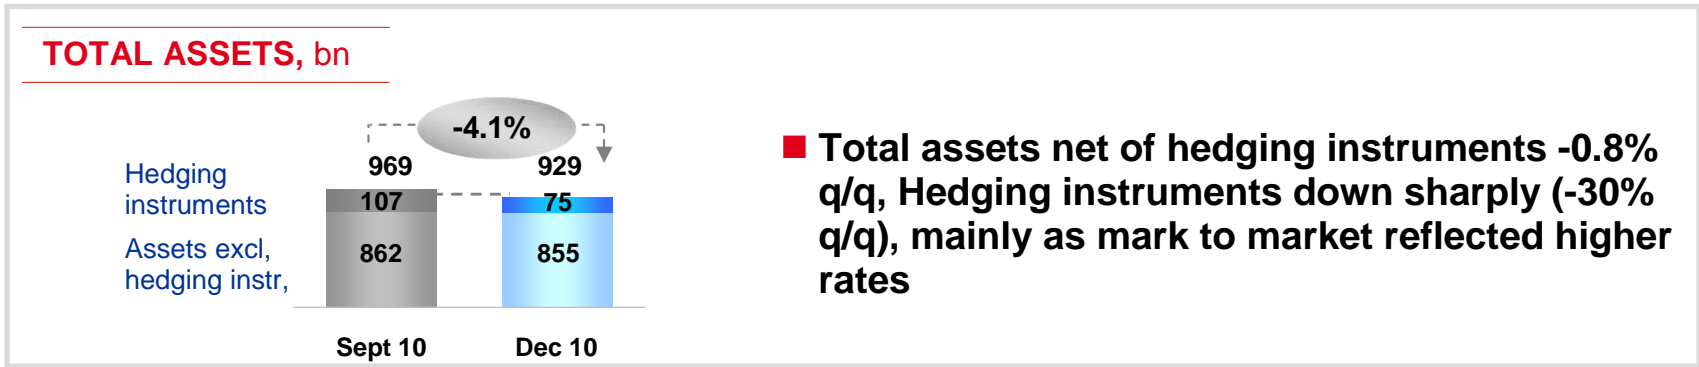 TOTAL ASSETS, bn
-4.1%
969
929
Hedging
instruments
107
75
Assets excl,
hedging instr,
862
855
Sept 10
Dec 10
Total assets net of hedging instruments -0.8%
q/q, Hedging instruments down sharply (-30%
q/q), mainly as mark to market reflected higher
rates